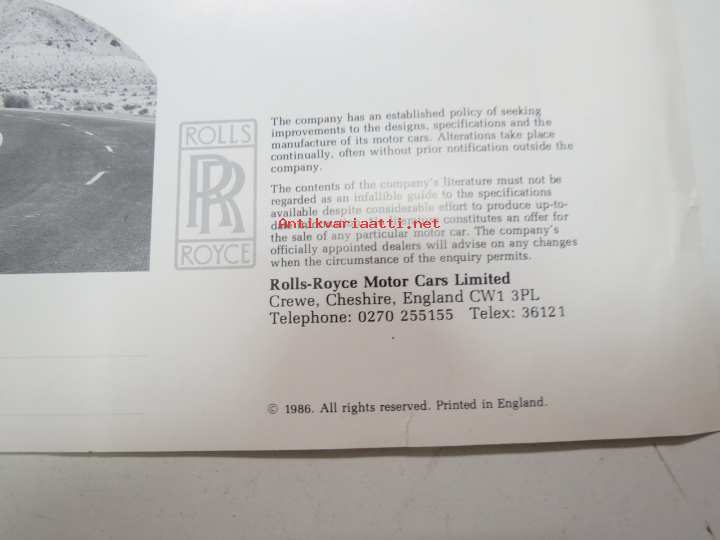 ROLLS
RR
ROYCE
The company has an established policy of seeking
improvements to the designs, specifications and the
manufacture of its motor cars. Alterations take place
continually, often without prior notification outside the
company.
The contents of the company's literature must not be
regarded as an infallible guide to the specifications
available despite considerable effort to produce up-to-
constitutes an offer for
Antikvariaatti.net
the sale of any particular motor car. The company's
officially appointed dealers will advise on any changes
when the circumstance of the enquiry permits.
Rolls-Royce Motor Cars Limited
Crewe, Cheshire, England CW1 3PL
Telephone: 0270 255155 Telex: 36121
© 1986. All rights reserved. Printed in England.